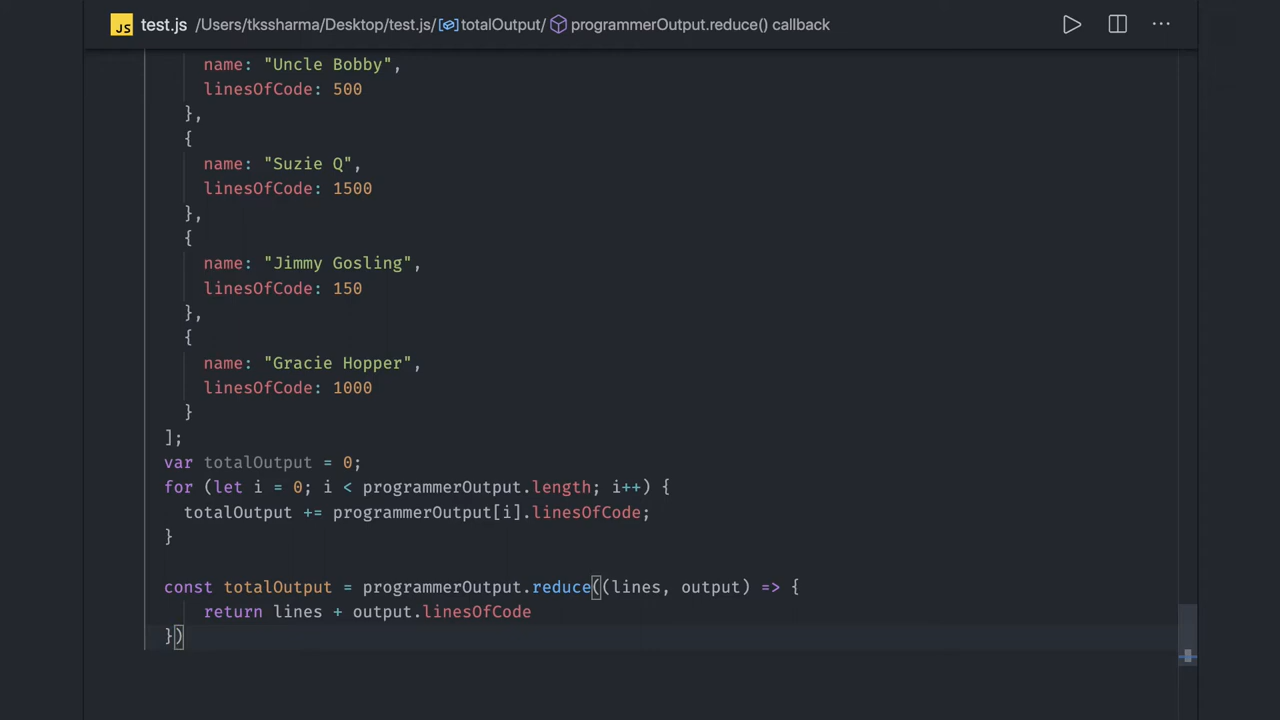 JS test.js /Users/tkssharma/Desktop/test.js/totalOutput/programmerOutput.reduce() callback
name: "Uncle Bobby",
linesOfCode: 500
},
{
name: "Suzie Q",
linesOfCode: 1500
},
{
name: "Jimmy Gosling",
linesOfCode: 150
},
{
name: "Gracie Hopper",
linesOfCode: 1000
}
];
var totalOutput = 0;
for (let i = 0; i < programmerOutput.length; i++) {
totalOutput += programmerOutput[i].linesOfCode;
}
const totalOutput = programmerOutput.reduce((lines, output) => {
return lines + output.linesOfCode
})